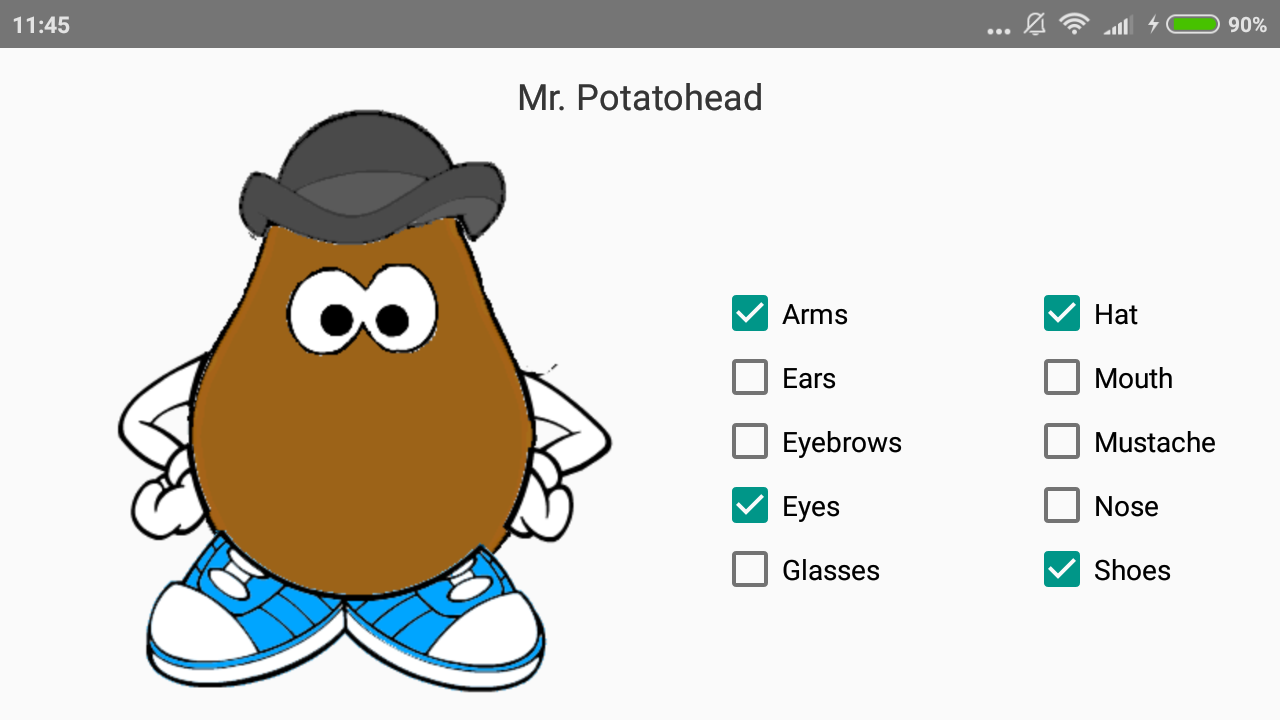 11:45
90%
Mr. Potatohead
Arms
Hat
Ears
Mouth
Eyebrows
Mustache
Eyes
Nose
Glasses
Shoes